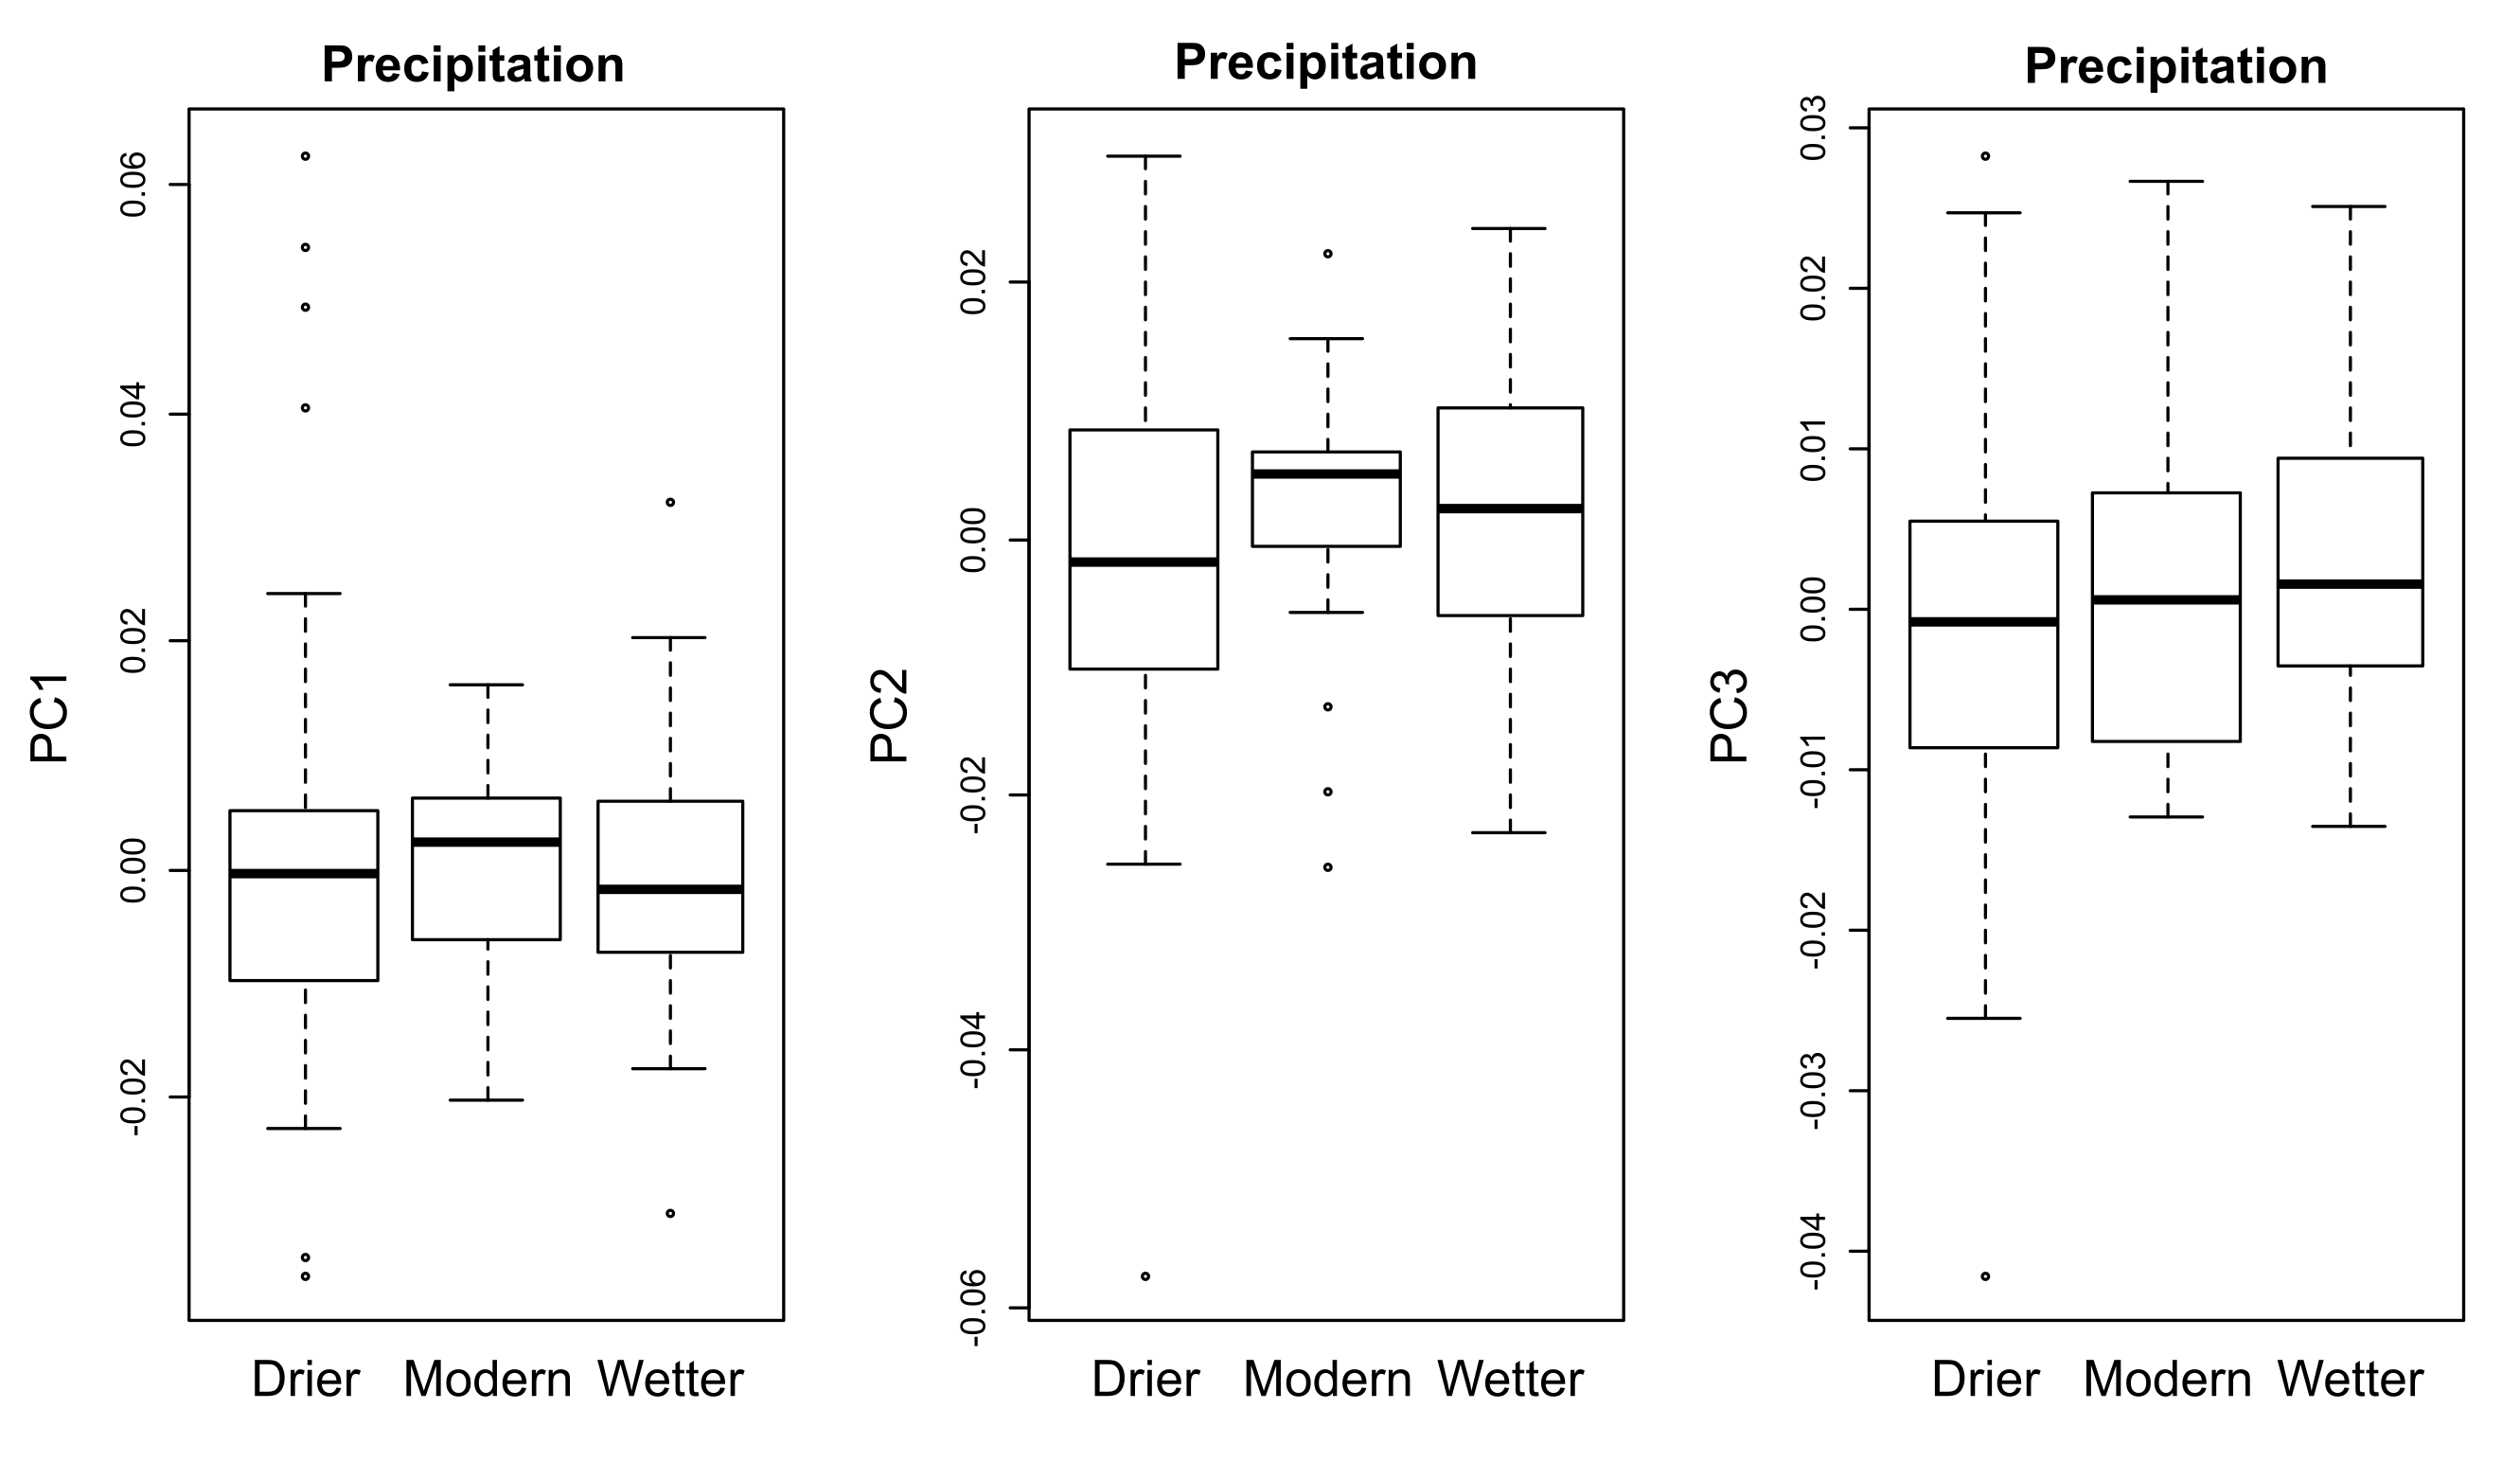 Precipitation
PC1
0.06
0.04
0.02
0.00
-0.02
Drier Modern Wetter
Precipitation
PC2
0.02
0.00
-0.02
-0.04
-0.06
Drier Modern Wetter
Precipitation
PC3
0.03
0.02
0.01
0.00
-0.01
-0.02
-0.03
-0.04
Drier Modern Wetter